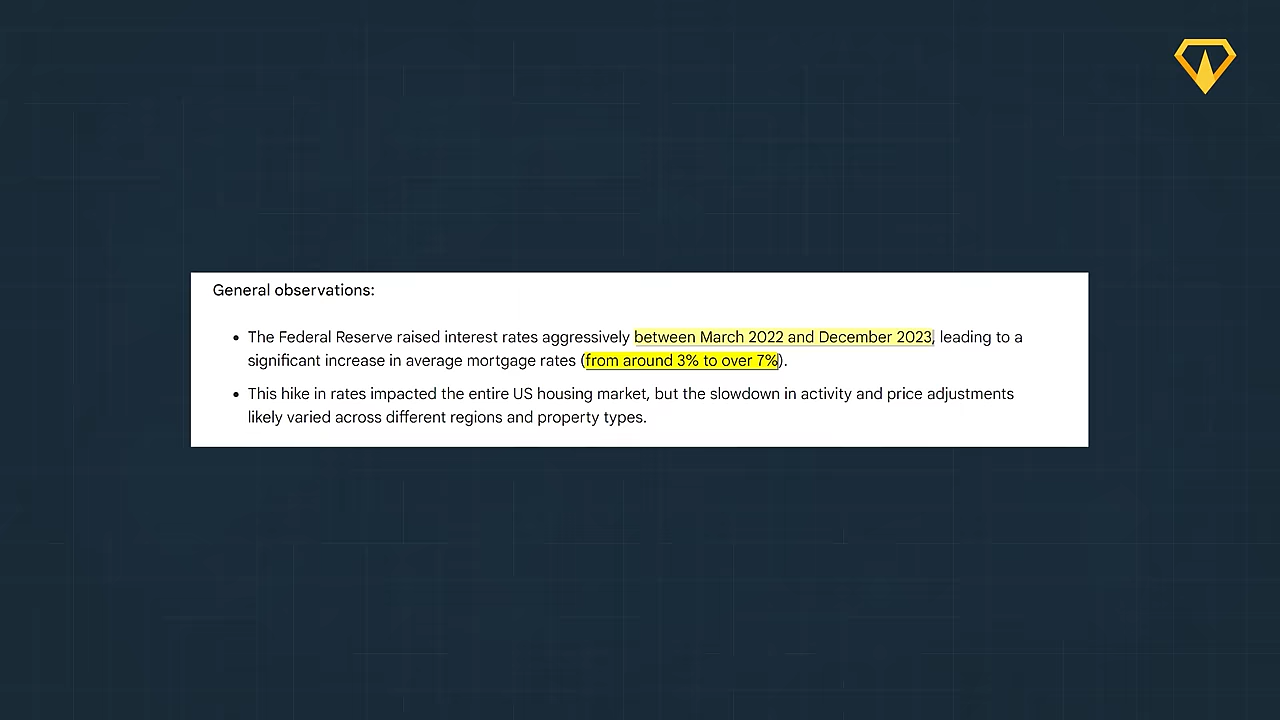 General observations:
• The Federal Reserve raised interest rates aggressively between March 2022 and December 2023, leading to a
significant increase in average mortgage rates (from around 3% to over 7%).
• This hike in rates impacted the entire US housing market, but the slowdown in activity and price adjustments
likely varied across different regions and property types.